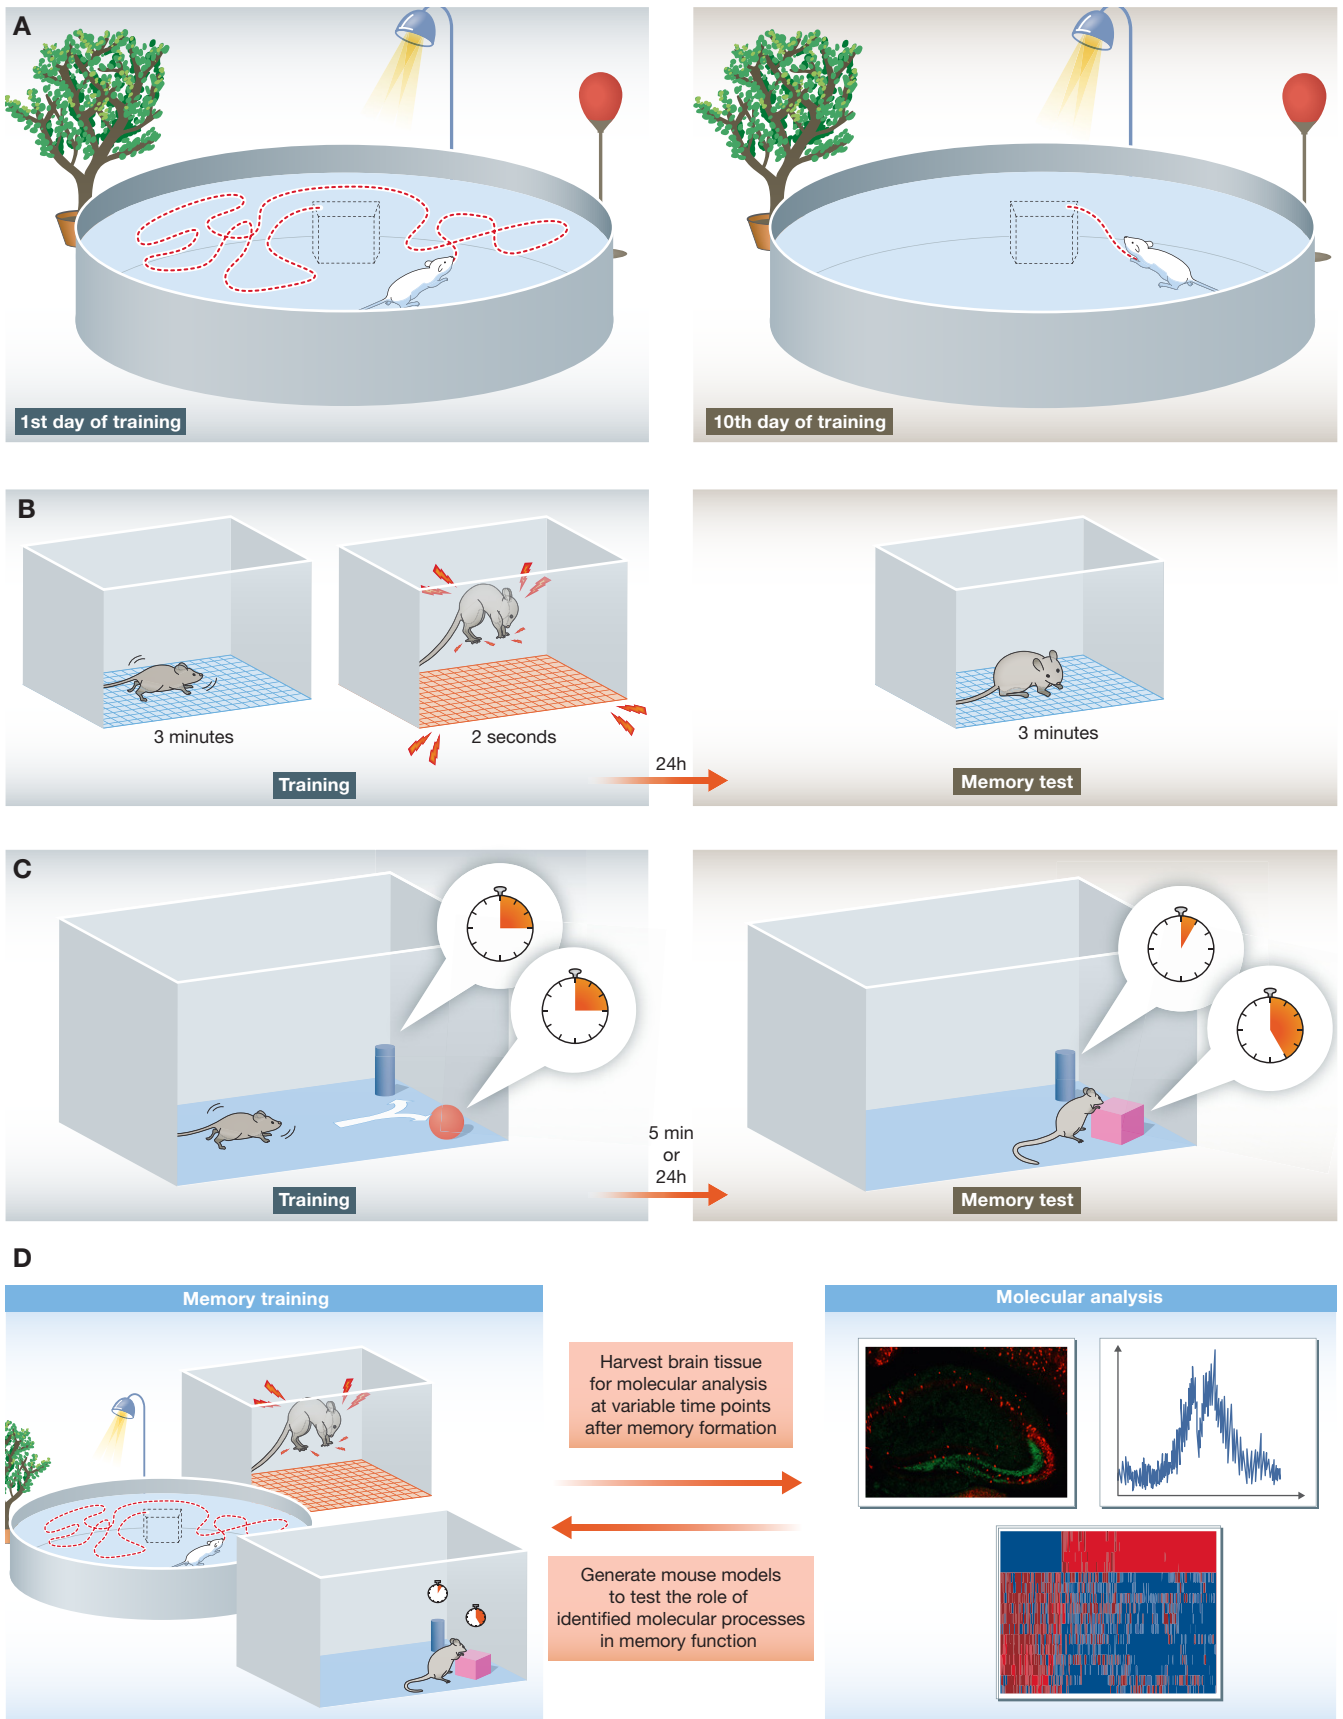 A
1st day of training
10th day of training
B
3 minutes
2 seconds
3 minutes
24h
Training
Memory test
C
5 min
or
24h
Training
Memory test
D
Memory training
Molecular analysis
Harvest brain tissue
for molecular analysis
at variable time points
after memory formation
Generate mouse models
to test the role of
identified molecular processes
in memory function